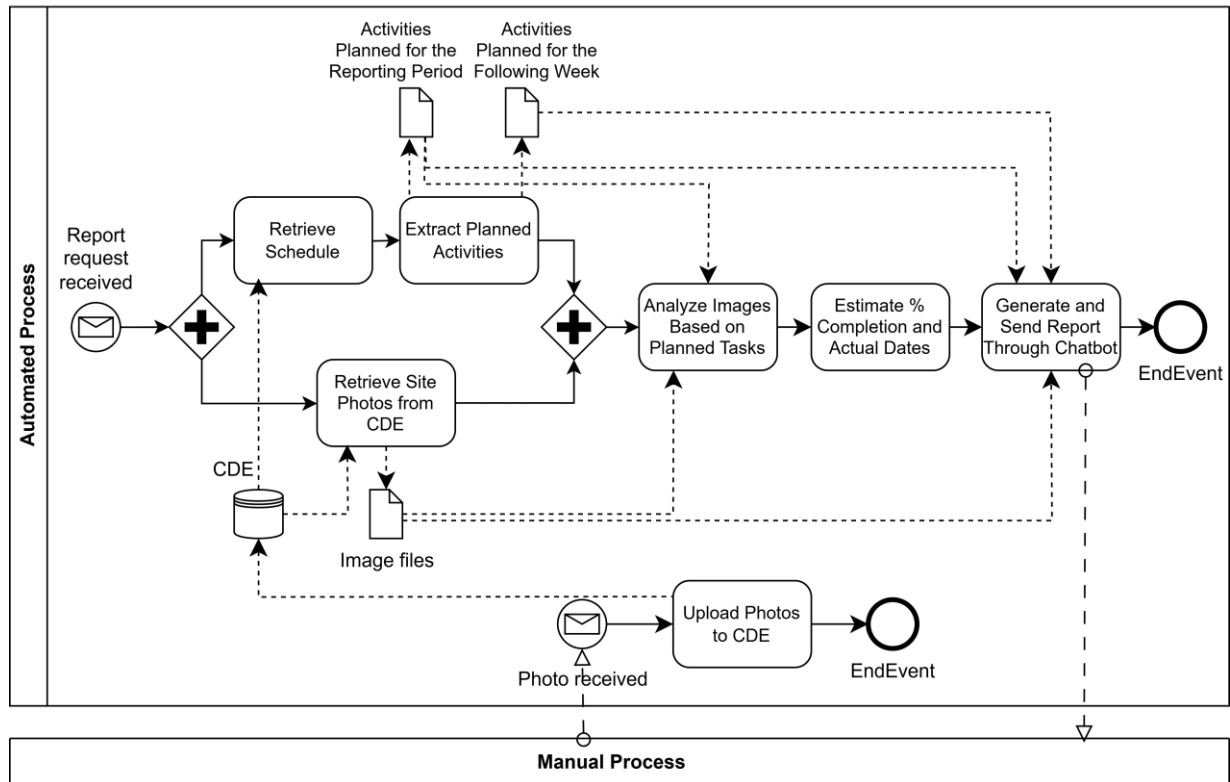 Automated Process
Activities
Planned for the
Reporting Period
Activities
Planned for the
Following Week
Report
request
received
Retrieve
Schedule
Extract Planned
Activities
Analyze Images
Based on
Planned Tasks
Estimate %
Completion and
Actual Dates
Generate and
Send Report
Through Chatbot
EndEvent
Retrieve Site
Photos from
CDE
CDE
Image files
Photo received
Upload Photos
to CDE
EndEvent
Manual Process